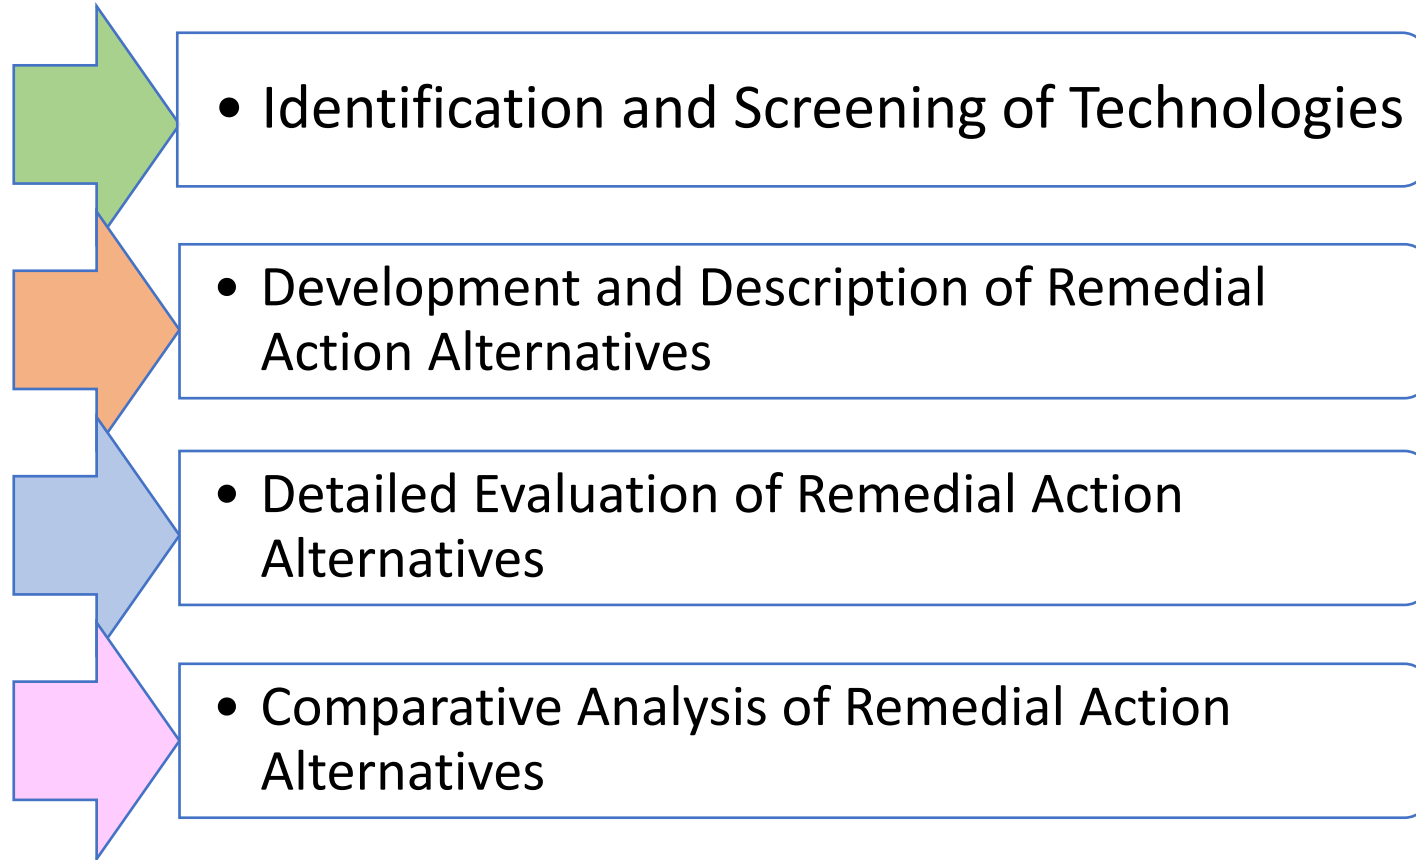 • Identification and Screening of Technologies
• Development and Description of Remedial
Action Alternatives
• Detailed Evaluation of Remedial Action
Alternatives
• Comparative Analysis of Remedial Action
Alternatives